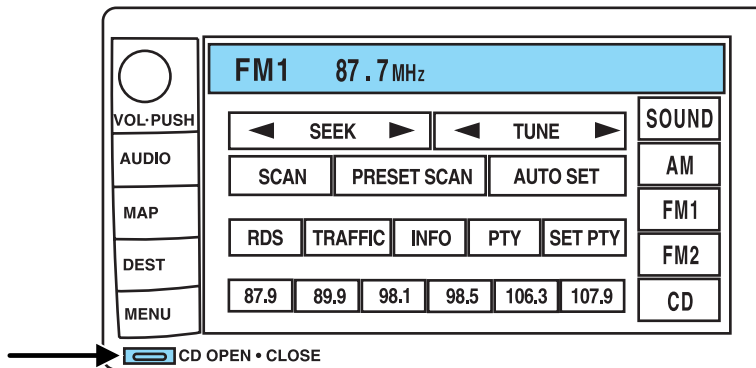 FM1 87.7 MHz
VOL·PUSH
AUDIO
MAP
DEST
MENU
◄ SEEK ► ◄ TUNE ►
SCAN PRESET SCAN AUTO SET
RDS TRAFFIC INFO PTY SET PTY
87.9 89.9 98.1 98.5 106.3 107.9
SOUND
AM
FM1
FM2
CD
CD OPEN • CLOSE